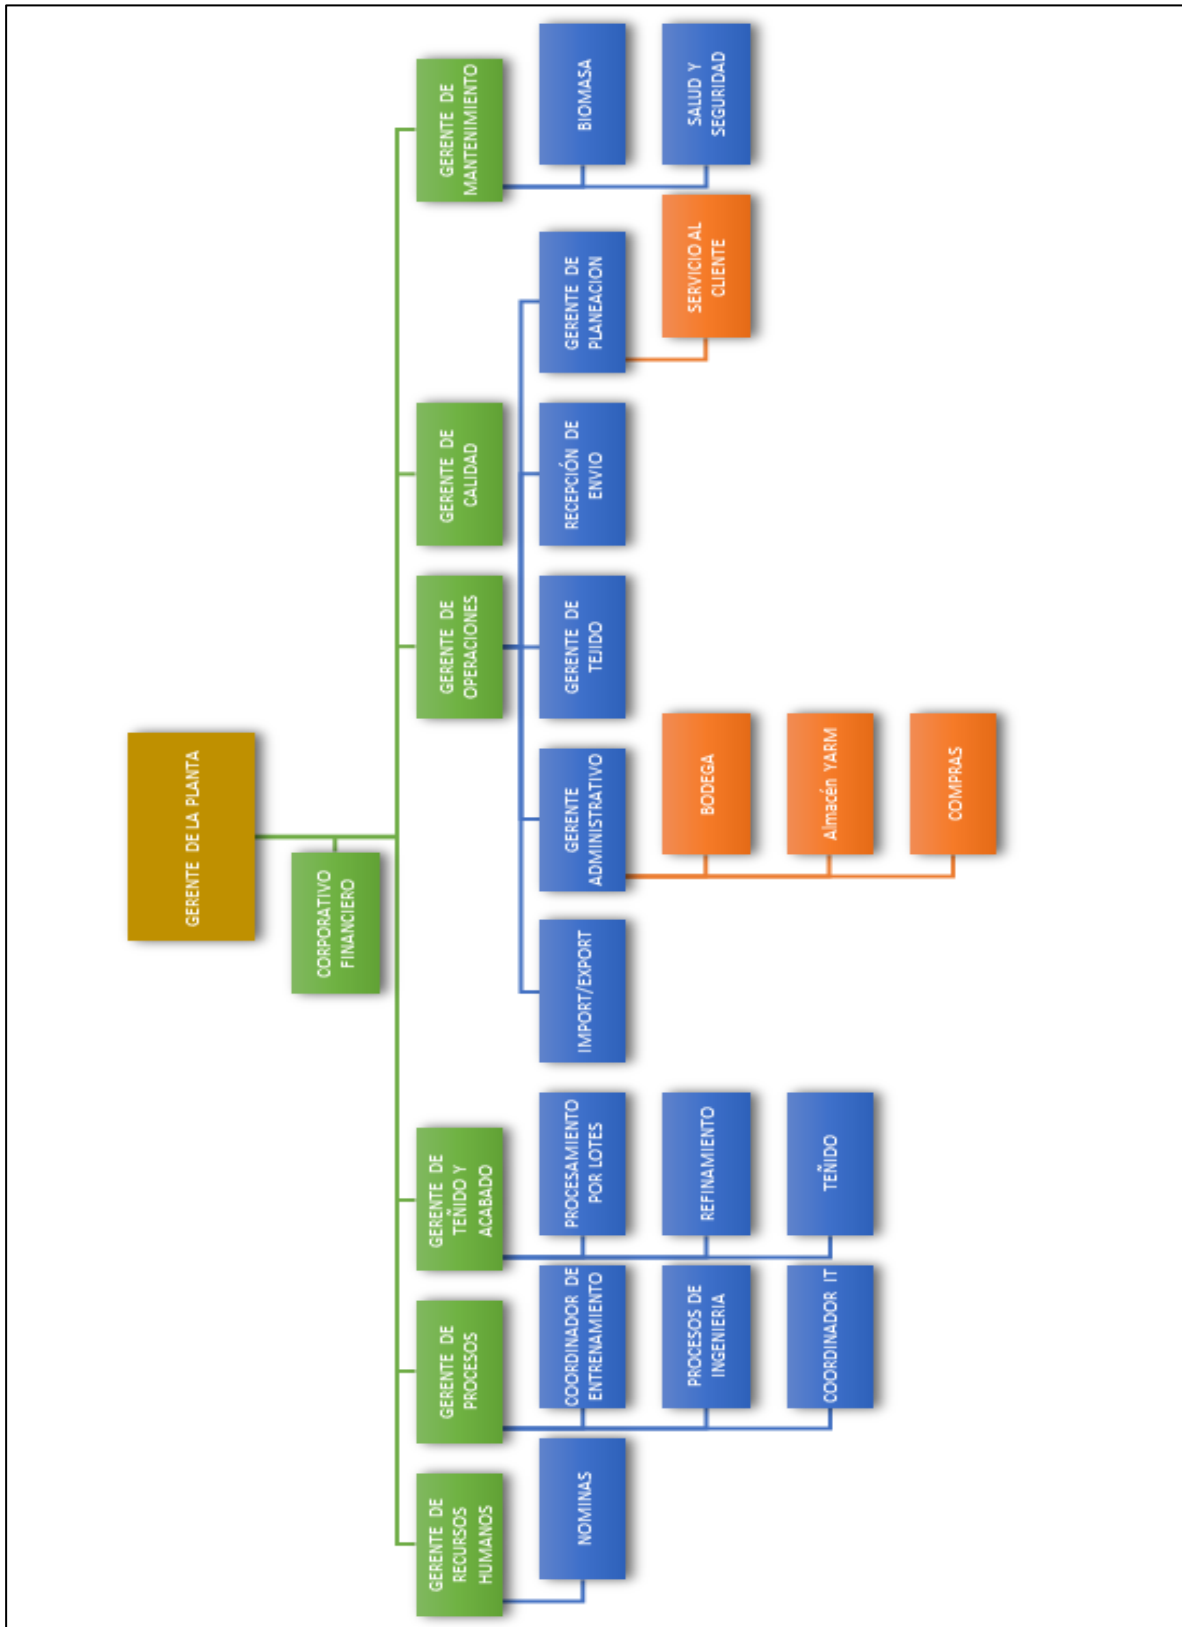 GERENTE DE LA PLANTA
CORPORATIVO
FINANCIERO
GERENTE DE
RECURSOS
HUMANOS
GERENTE DE
PROCESOS
GERENTE DE
TEÑIDO Y
ACABADO
GERENTE DE
OPERACIONES
GERENTE DE
CALIDAD
GERENTE DE
MANTENIMIENTO
NOMINAS
COORDINADOR DE
ENTRENAMIENTO
PROCESAMIENTO
POR LOTES
IMPORT/EXPORT
GERENTE
ADMINISTRATIVO
GERENTE DE
TEJIDO
RECEPCIÓN DE
ENVIO
GERENTE DE
PLANEACION
BIOMASA
PROCESOS DE
INGENIERIA
REFINAMIENTO
BODEGA
SERVICIO AL
CLIENTE
SALUD Y
SEGURIDAD
COORDINADOR IT
TEÑIDO
Almacén YARM
COMPRAS